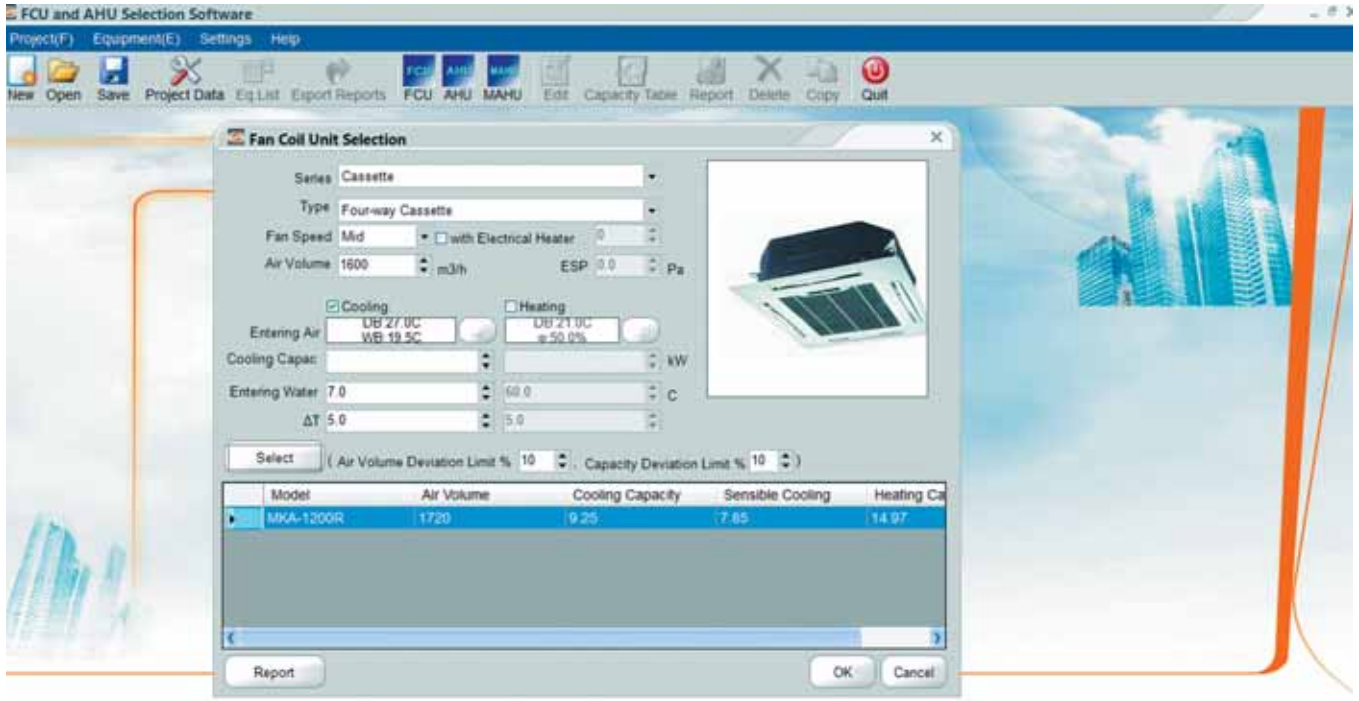 FCU and AHU Selection Software
Project(F) Equipment(E) Settings Help
FCU AHU MAHU
New Open Save Project Data Eq List Export Reports FCU AHU MAHU Edit Capacity Table Report Delete Copy Quit
Fan Coil Unit Selection
Series Cassette
Type Four-way Cassette
Fan Speed Mid with Electrical Heater 0
Air Volume 1600 m3/h ESP 0.0 Pa
Cooling Heating
Entering Air DB 27.0C WB 19.5C DB 21.0C φ 50.0%
Cooling Capac kW
Entering Water 7.0 60.0 C
ΔT 5.0 5.0
Select ( Air Volume Deviation Limit % 10 , Capacity Deviation Limit % 10 )
Model Air Volume Cooling Capacity Sensible Cooling Heating Ca
MKA-1200R 1720 9.25 7.85 14.97
Report OK Cancel